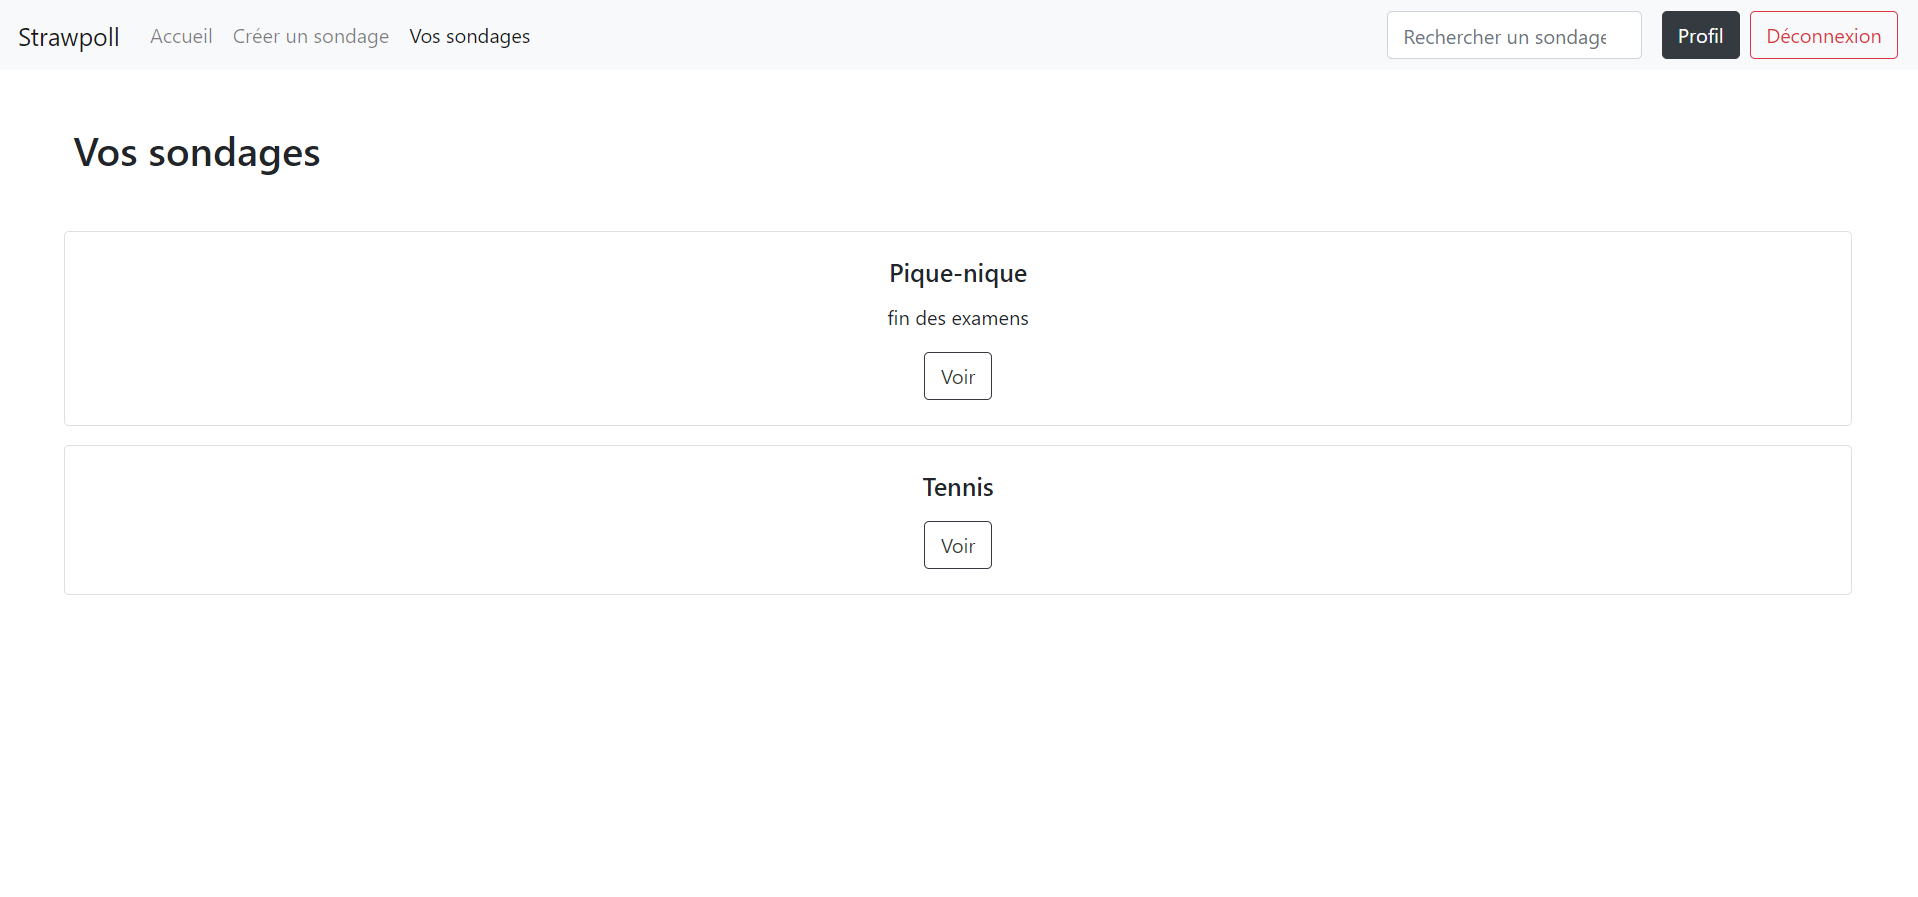 Strawpoll Accueil Créer un sondage Vos sondages Rechercher un sondage Profil Déconnexion
Vos sondages
Pique-nique
fin des examens
Voir
Tennis
Voir